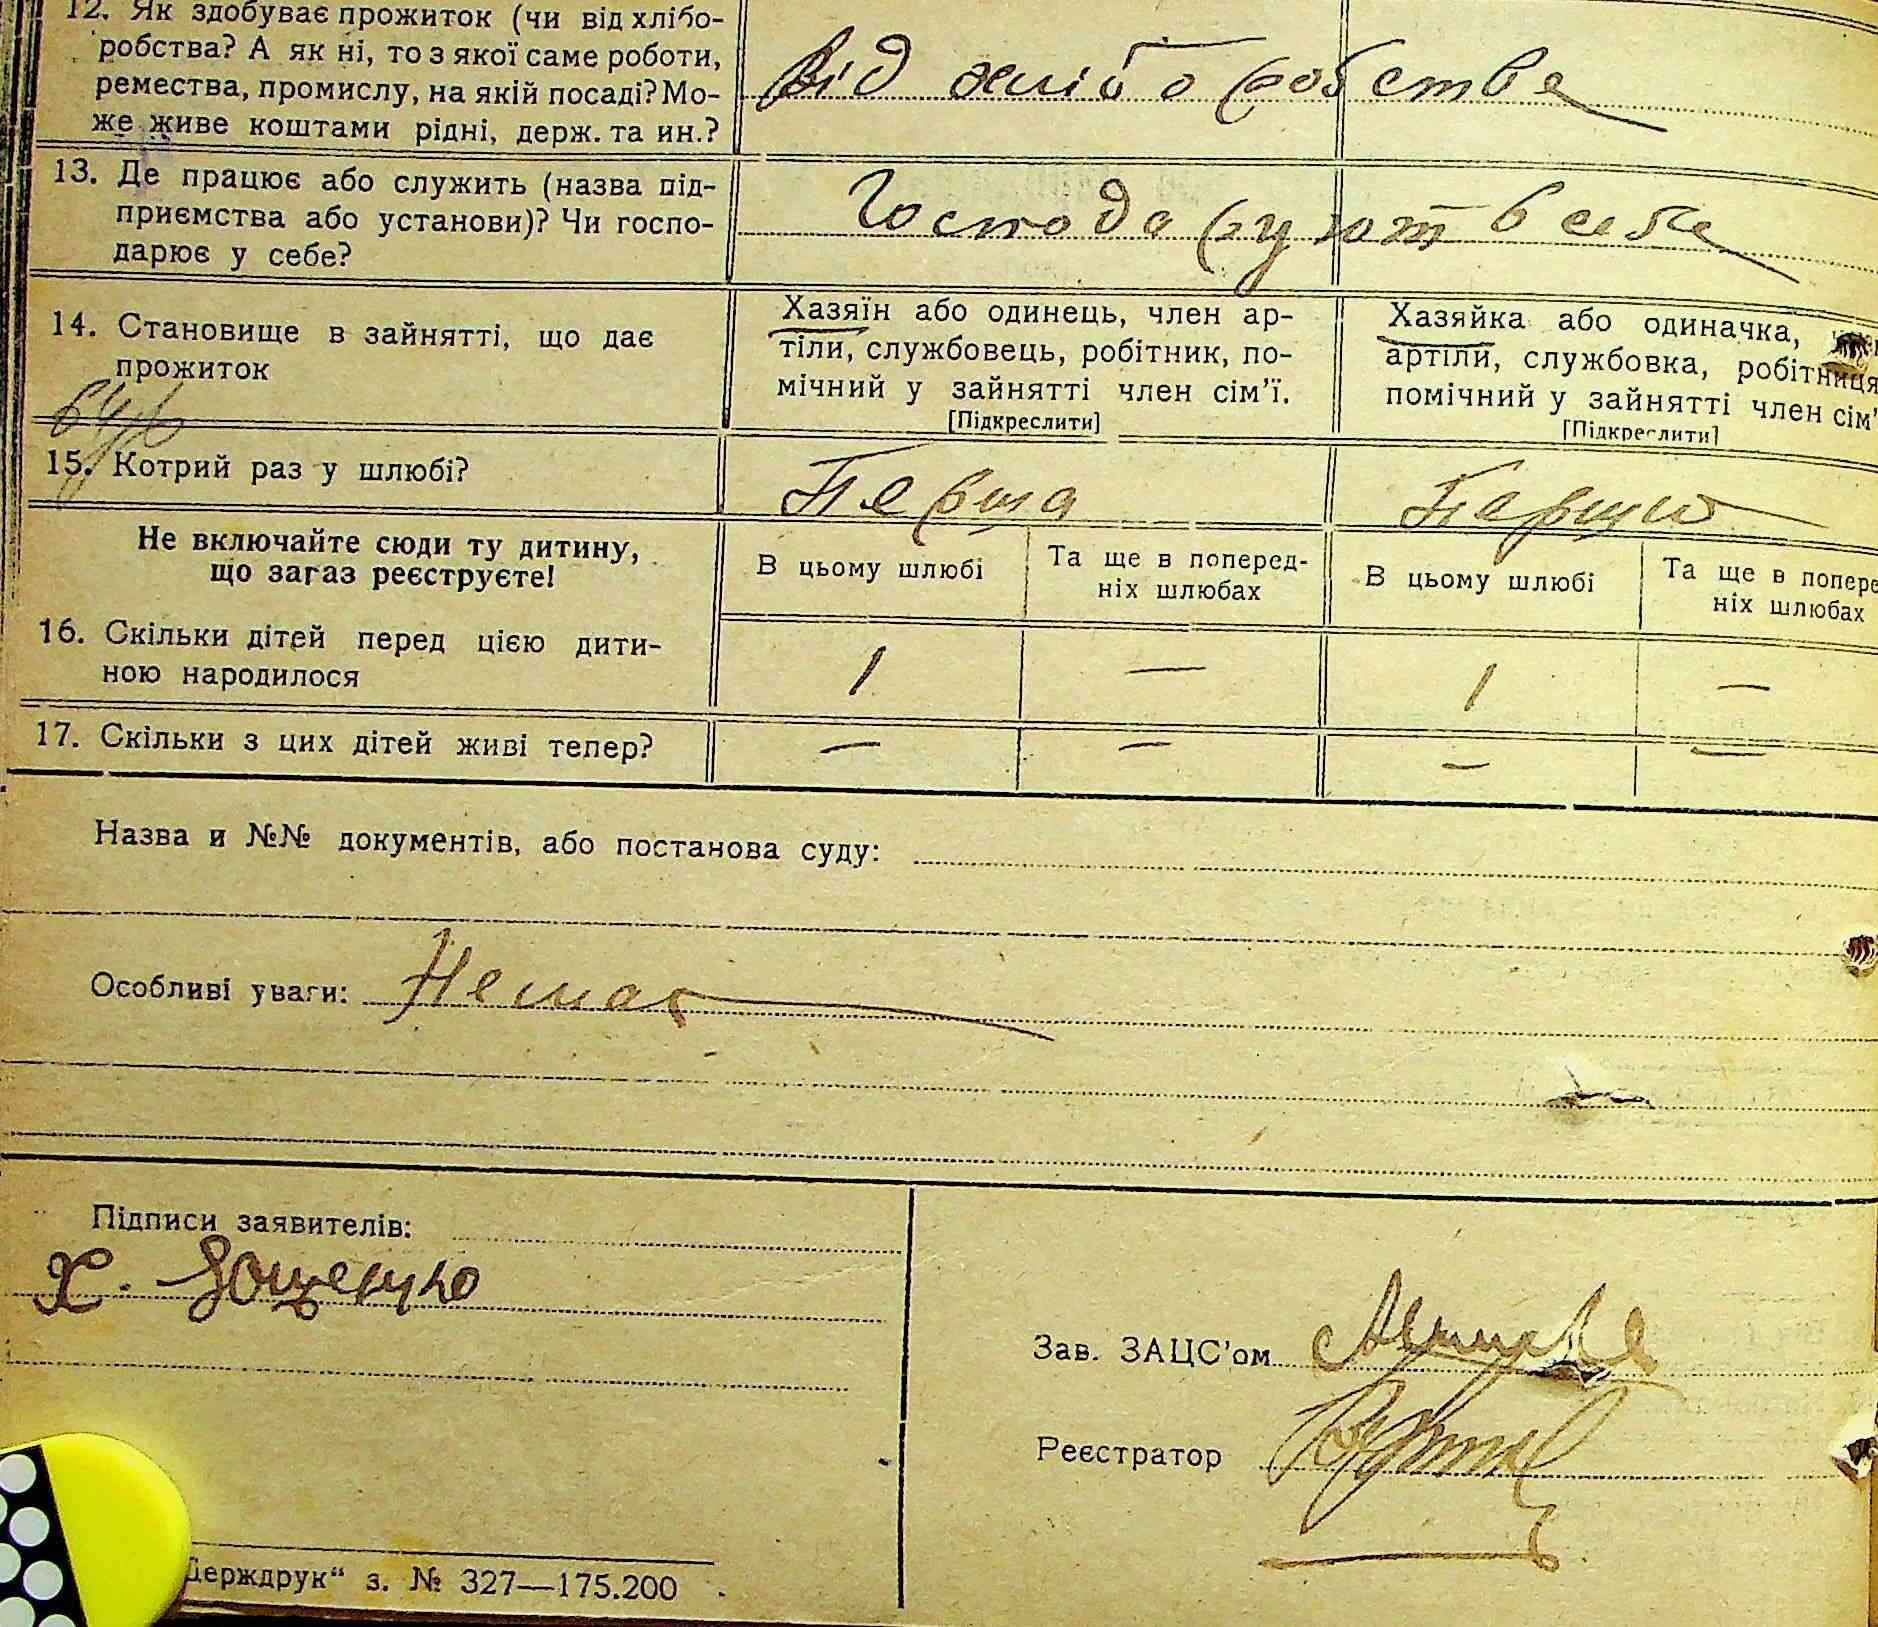 12. Як здобуває прожиток (чи від хлібо-
робства? А як ні, то з якої саме роботи,
ремества, промислу, на якій посаді? Мо-
же живе коштами рідні, держ. та ин.?
Від хліборобства
13. Де працює або служить (назва під-
приємства або установи)? Чи госпо-
дарює у себе?
Господарують в себе
14. Становище в зайнятті, що дає
прожиток
Хазяїн або одинець, член ар-
тіли, службовець, робітник, по-
мічний у зайнятті член сім'ї.
[Підкреслити]
Хазяйка або одиначка,
артіли, службовка, робітниця
помічний у зайнятті член сім'
[Підкреслити]
15. Котрий раз у шлюбі?
Перша
Перший
Не включайте сюди ту дитину,
що загаз реєструєте!
В цьому шлюбі
Та ще в поперед-
ніх шлюбах
В цьому шлюбі
Та ще в попере
ніх шлюбах
16. Скільки дітей перед цією дити-
ною народилося
1 — 1 —
17. Скільки з цих дітей живі тепер?
— — — —
Назва и №№ документів, або постанова суду:
Особливі уваги: Немає
Підписи заявителів:
Х. Ященко
Зав. ЗАЦС'ом
Реєстратор
Держдрук“ з. № 327—175.200